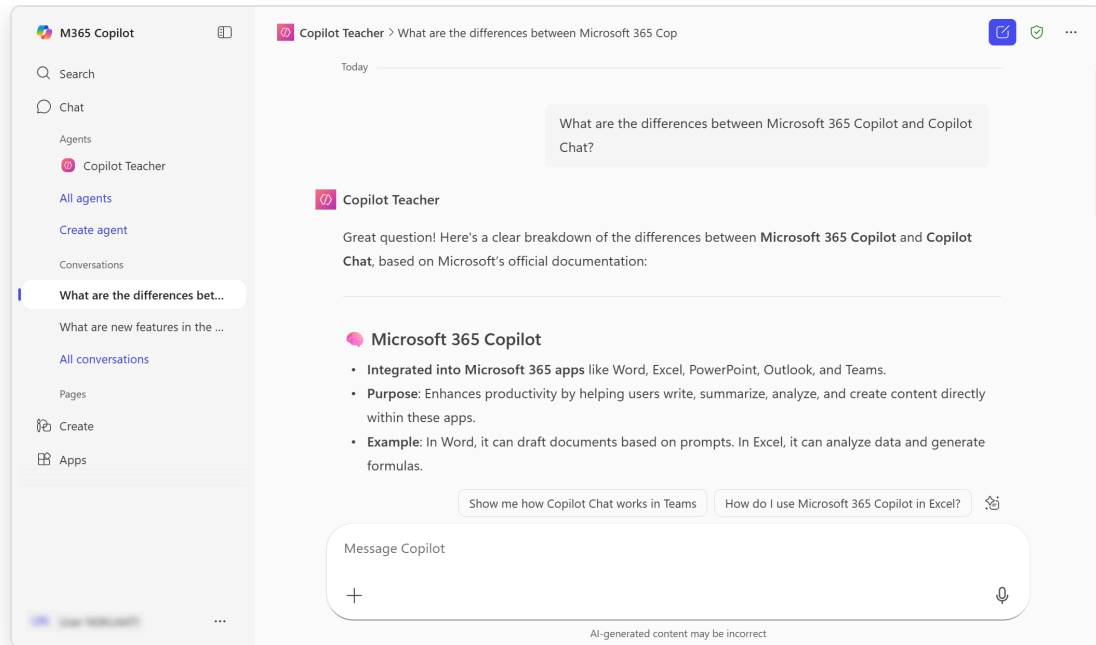 M365 Copilot
Search
Chat
Agents
Copilot Teacher
All agents
Create agent
Conversations
What are the differences bet...
What are new features in the ...
All conversations
Pages
Create
Apps
Copilot Teacher > What are the differences between Microsoft 365 Cop
Today
What are the differences between Microsoft 365 Copilot and Copilot
Chat?
Copilot Teacher
Great question! Here's a clear breakdown of the differences between Microsoft 365 Copilot and Copilot
Chat, based on Microsoft's official documentation:
Microsoft 365 Copilot
• Integrated into Microsoft 365 apps like Word, Excel, PowerPoint, Outlook, and Teams.
• Purpose: Enhances productivity by helping users write, summarize, analyze, and create content directly
within these apps.
• Example: In Word, it can draft documents based on prompts. In Excel, it can analyze data and generate
formulas.
Show me how Copilot Chat works in Teams
How do I use Microsoft 365 Copilot in Excel?
Message Copilot
AI-generated content may be incorrect